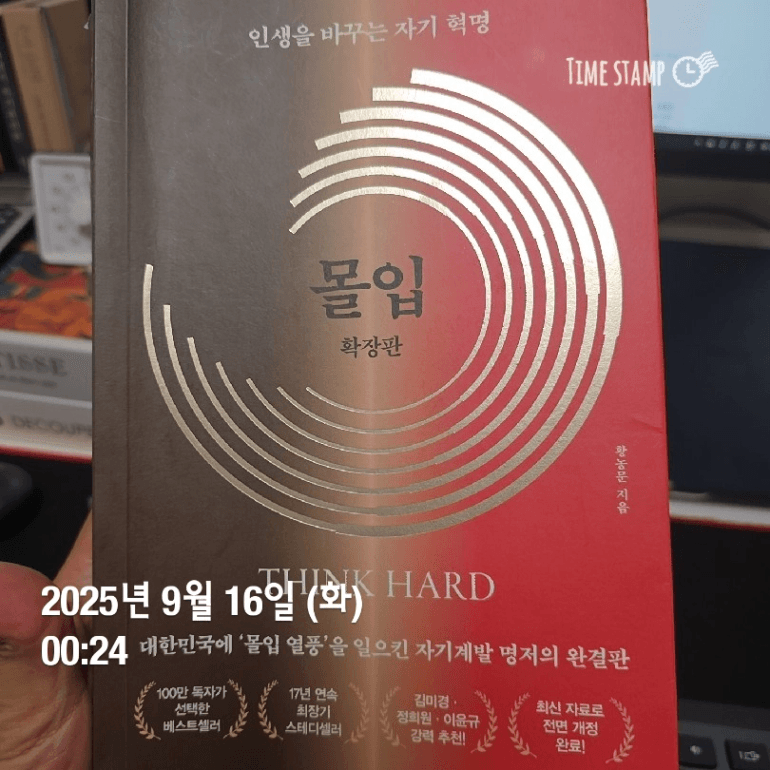 인생을 바꾸는 자기 혁명
TIME STAMP
몰입
확장판
황농문 지음
TISSE
DECOUP
THINK HARD
2025년 9월 16일 (화)
00:24
대한민국에 ‘몰입 열풍’을 일으킨 자기계발 명저의 완결판
100만 독자가
선택한
베스트셀러
17년 연속
최장기
스테디셀러
김미경·
정희원·이윤규
강력 추천!
최신 자료로
전면 개정
완료!